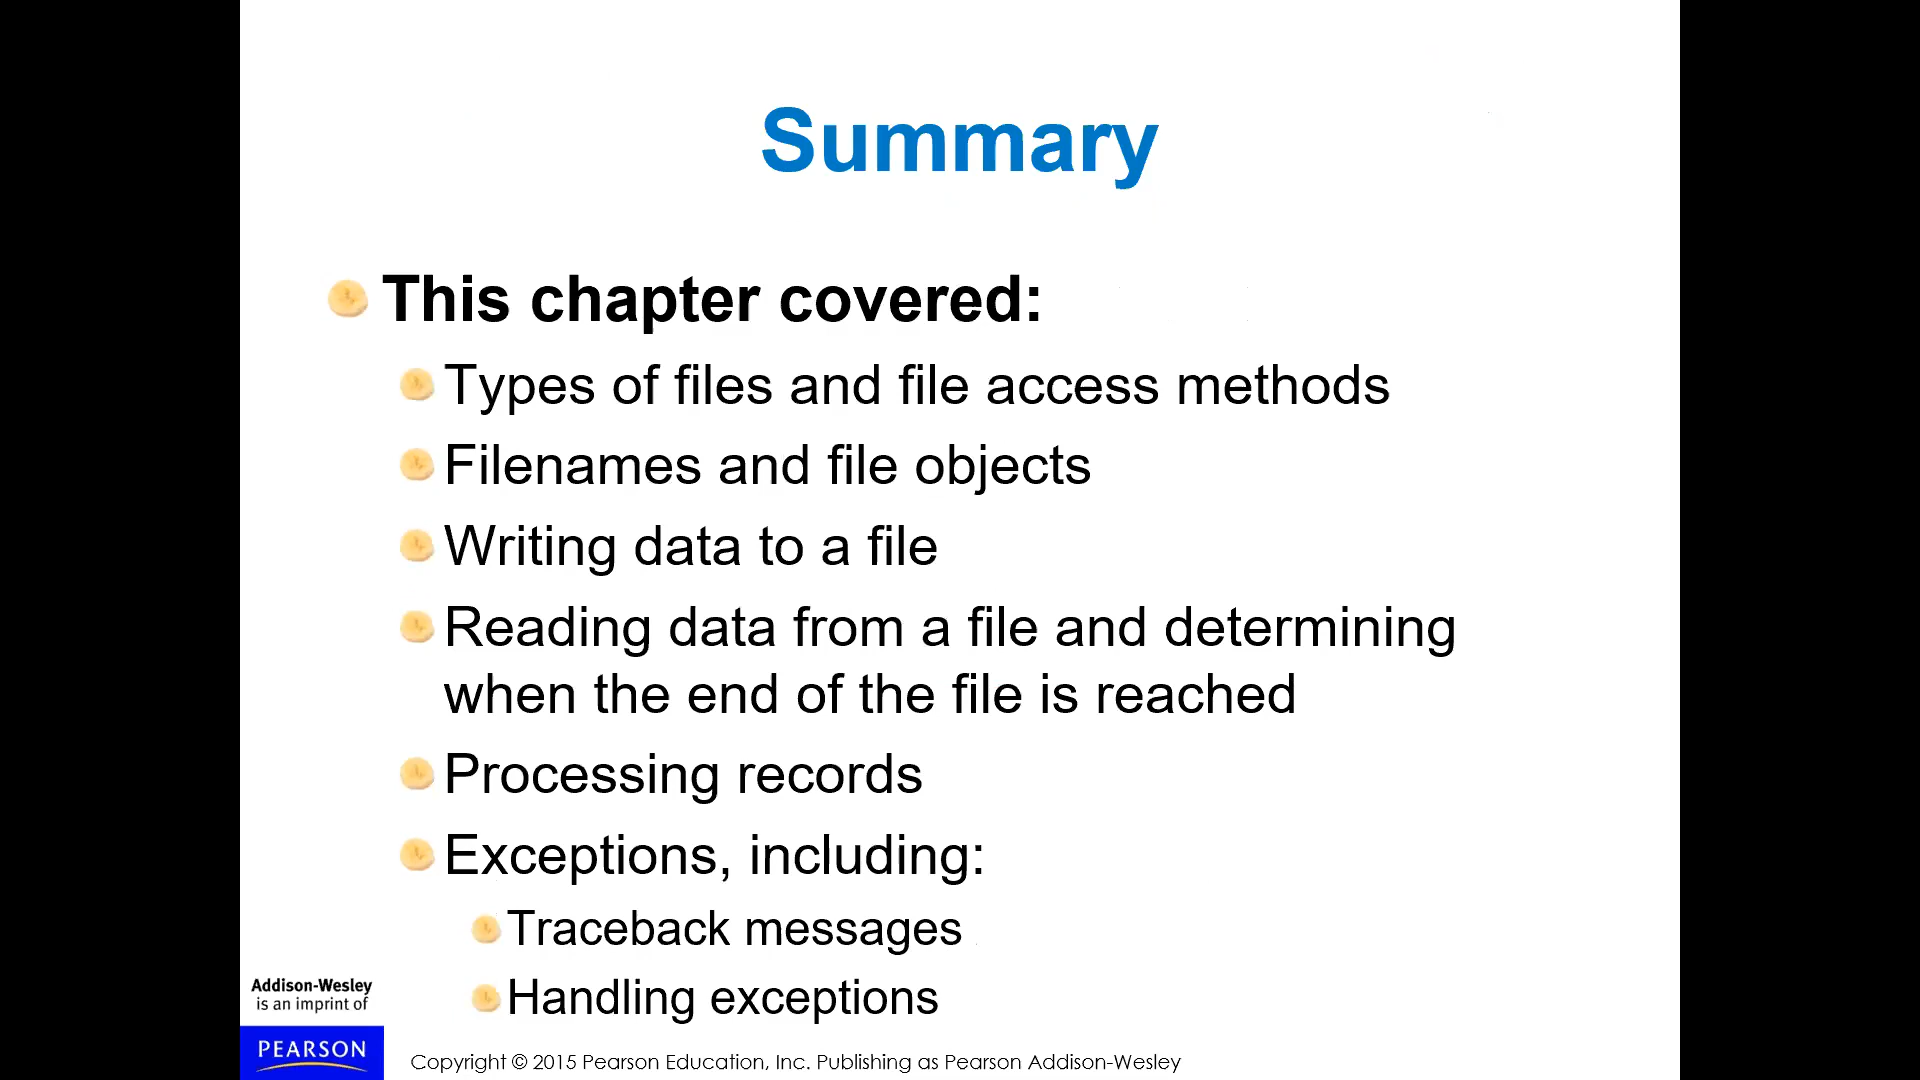 Summary
This chapter covered:
Types of files and file access methods
Filenames and file objects
Writing data to a file
Reading data from a file and determining
when the end of the file is reached
Processing records
Exceptions, including:
Traceback messages
Handling exceptions
Addison-Wesley
is an imprint of
PEARSON
Copyright © 2015 Pearson Education, Inc. Publishing as Pearson Addison-Wesley